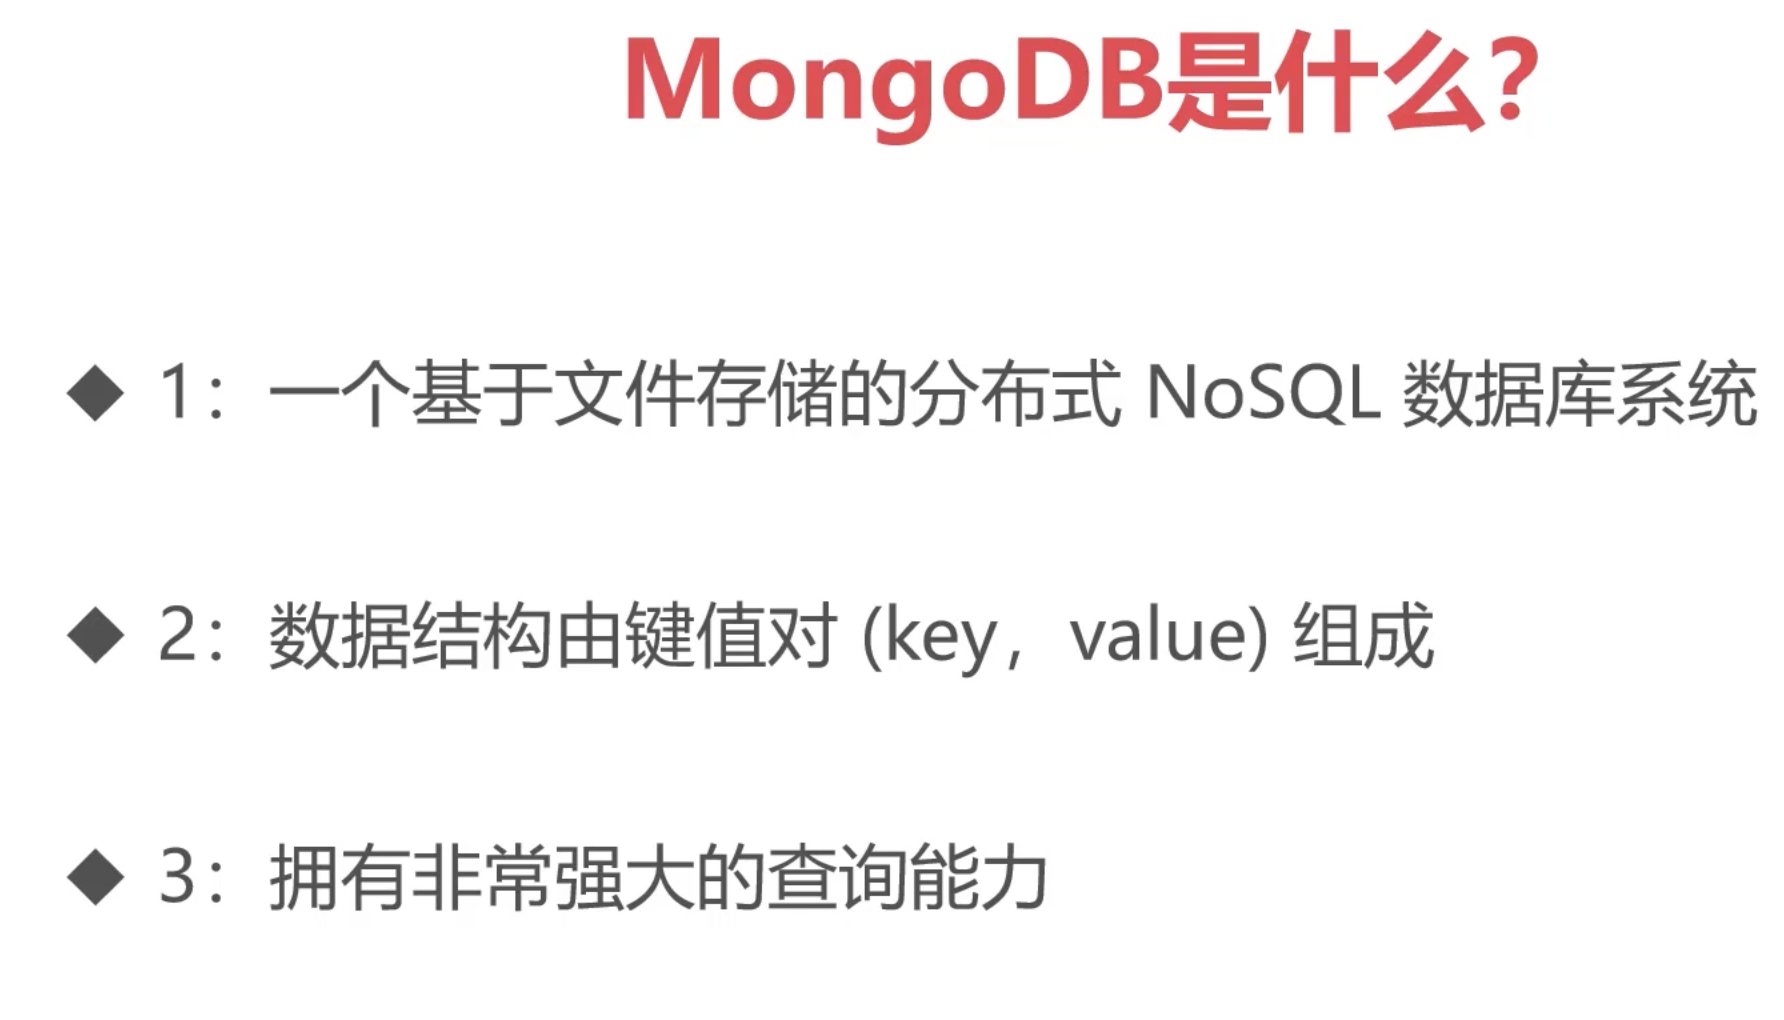 MongoDB是什么？
◆ 1：一个基于文件存储的分布式 NoSQL 数据库系统
◆ 2：数据结构由键值对 (key，value) 组成
◆ 3：拥有非常强大的查询能力